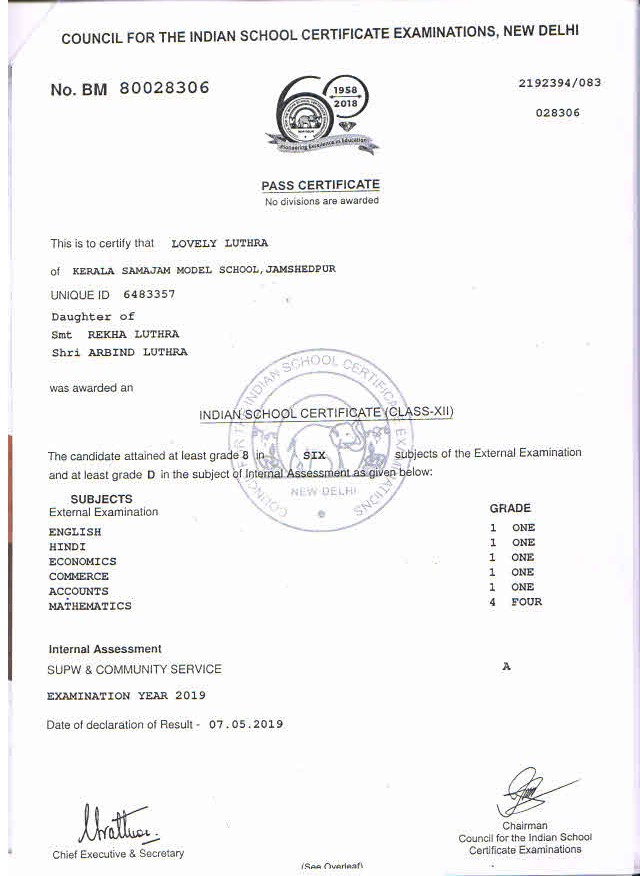 COUNCIL FOR THE INDIAN SCHOOL CERTIFICATE EXAMINATIONS, NEW DELHI
No. BM 80028306
2192394/083
028306
1958
2018
NEW DELHI
Pioneering Excellence in Education
PASS CERTIFICATE
No divisions are awarded
This is to certify that LOVELY LUTHRA
of KERALA SAMAJAM MODEL SCHOOL, JAMSHEDPUR
UNIQUE ID 6483357
Daughter of
Smt REKHA LUTHRA
Shri ARBIND LUTHRA
was awarded an
INDIAN SCHOOL CERTIFICATE (CLASS-XII)
The candidate attained at least grade 8 in SIX subjects of the External Examination
and at least grade D in the subject of Internal Assessment as given below:
COUNCIL FOR THE INDIAN SCHOOL CERTIFICATE EXAMINATIONS
NEW DELHI
SUBJECTS
External Examination
GRADE
ENGLISH 1 ONE
HINDI 1 ONE
ECONOMICS 1 ONE
COMMERCE 1 ONE
ACCOUNTS 1 ONE
MATHEMATICS 4 FOUR
Internal Assessment
SUPW & COMMUNITY SERVICE A
EXAMINATION YEAR 2019
Date of declaration of Result - 07.05.2019
Chief Executive & Secretary
Chairman
Council for the Indian School
Certificate Examinations
(See Overleaf)